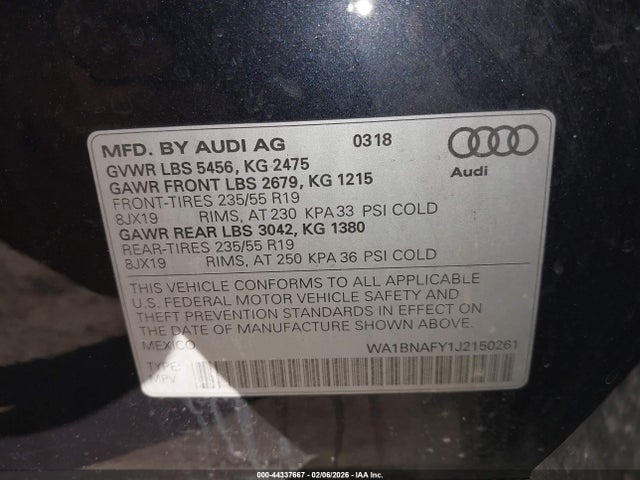 MFD. BY AUDI AG 0318
GVWR LBS 5456, KG 2475
GAWR FRONT LBS 2679, KG 1215
FRONT-TIRES 235/55 R19
8JX19 RIMS, AT 230 KPA 33 PSI COLD
GAWR REAR LBS 3042, KG 1380
REAR-TIRES 235/55 R19
8JX19 RIMS, AT 250 KPA 36 PSI COLD
Audi
THIS VEHICLE CONFORMS TO ALL APPLICABLE
U.S. FEDERAL MOTOR VEHICLE SAFETY AND
THEFT PREVENTION STANDARDS IN EFFECT ON
THE DATE OF MANUFACTURE SHOWN ABOVE.
MEXICO WA1BNAFY1J2150261
TYPE:
MPV
000-44337667 - 02/06/2026 - IAA Inc.